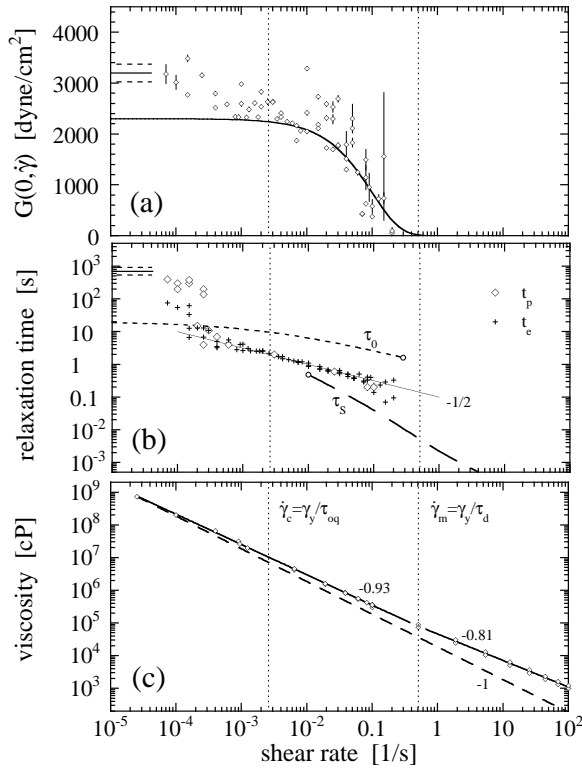 4000
3000
2000
1000
0
G(0,γ̇) [dyne/cm²]
(a)
10³
10²
10
1
0.1
10⁻²
10⁻³
relaxation time [s]
t_p
t_e
τ₀
τ_s
-1/2
(b)
10⁹
10⁸
10⁷
10⁶
10⁵
10⁴
10³
viscosity [cP]
γ̇_c=γ_y/τ_oq
γ̇_m=γ_y/τ_d
-0.93
-0.81
-1
(c)
10⁻⁵ 10⁻⁴ 10⁻³ 10⁻² 0.1 1 10 10²
shear rate [1/s]